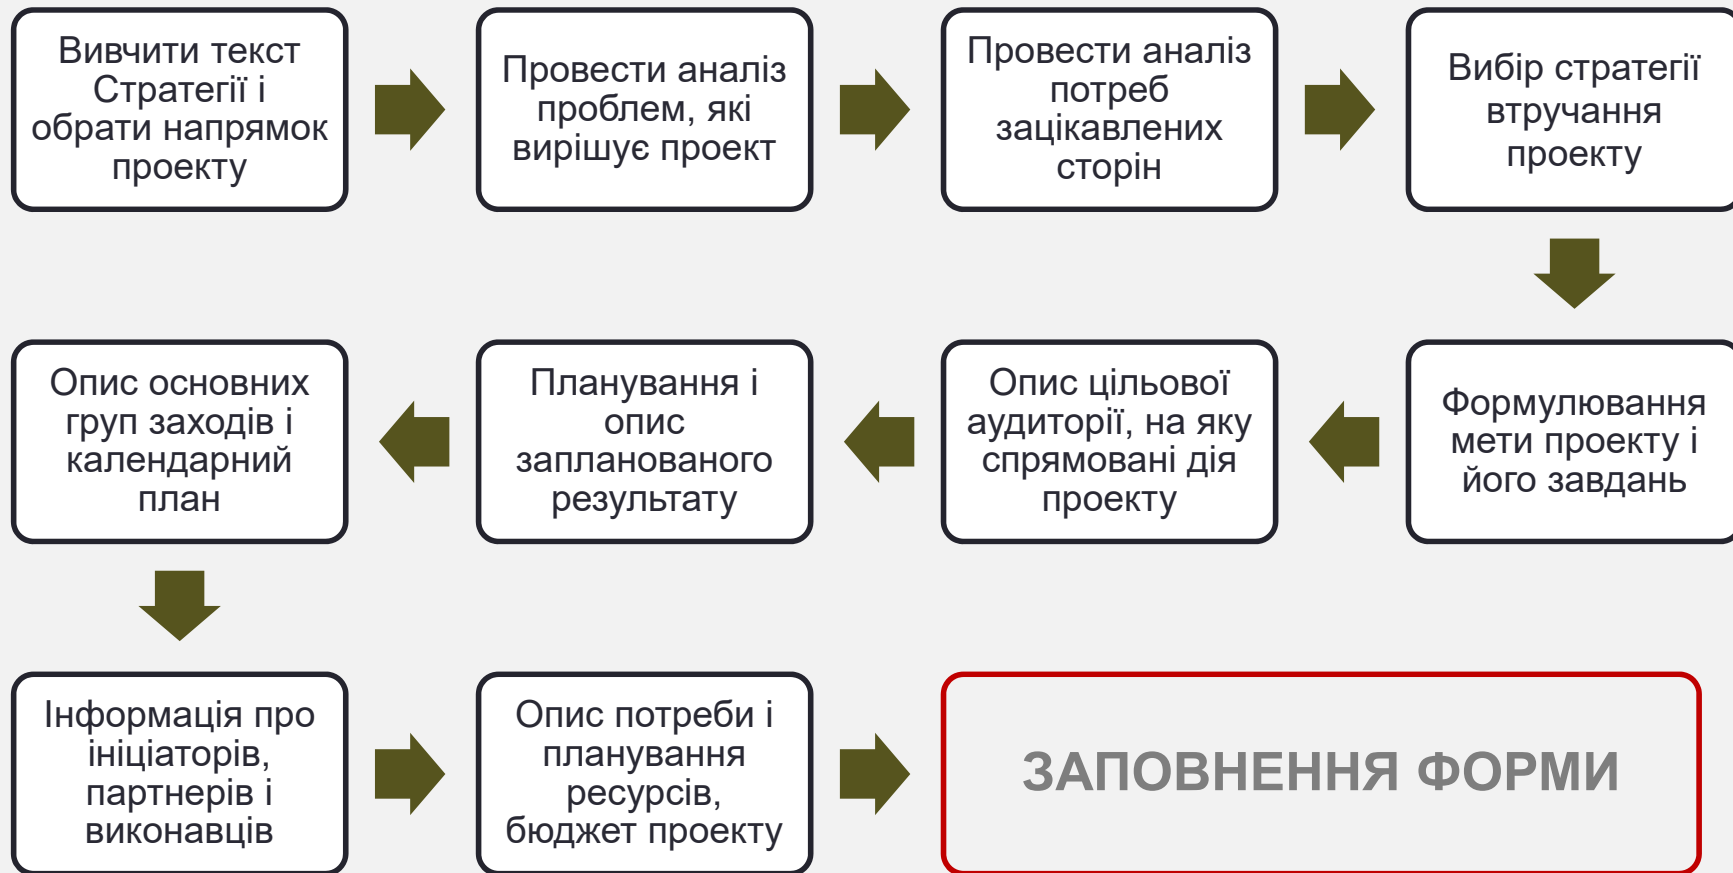 Вивчити текст
Стратегії і
обрати напрямок
проекту
Провести аналіз
проблем, які
вирішує проект
Провести аналіз
потреб
зацікавлених
сторін
Вибір стратегії
втручання
проекту
Формулювання
мети проекту і
його завдань
Опис цільової
аудиторії, на яку
спрямовані дія
проекту
Планування і
опис
запланованого
результату
Опис основних
груп заходів і
календарний
план
Інформація про
ініціаторів,
партнерів і
виконавців
Опис потреби і
планування
ресурсів,
бюджет проекту
ЗАПОВНЕННЯ ФОРМИ